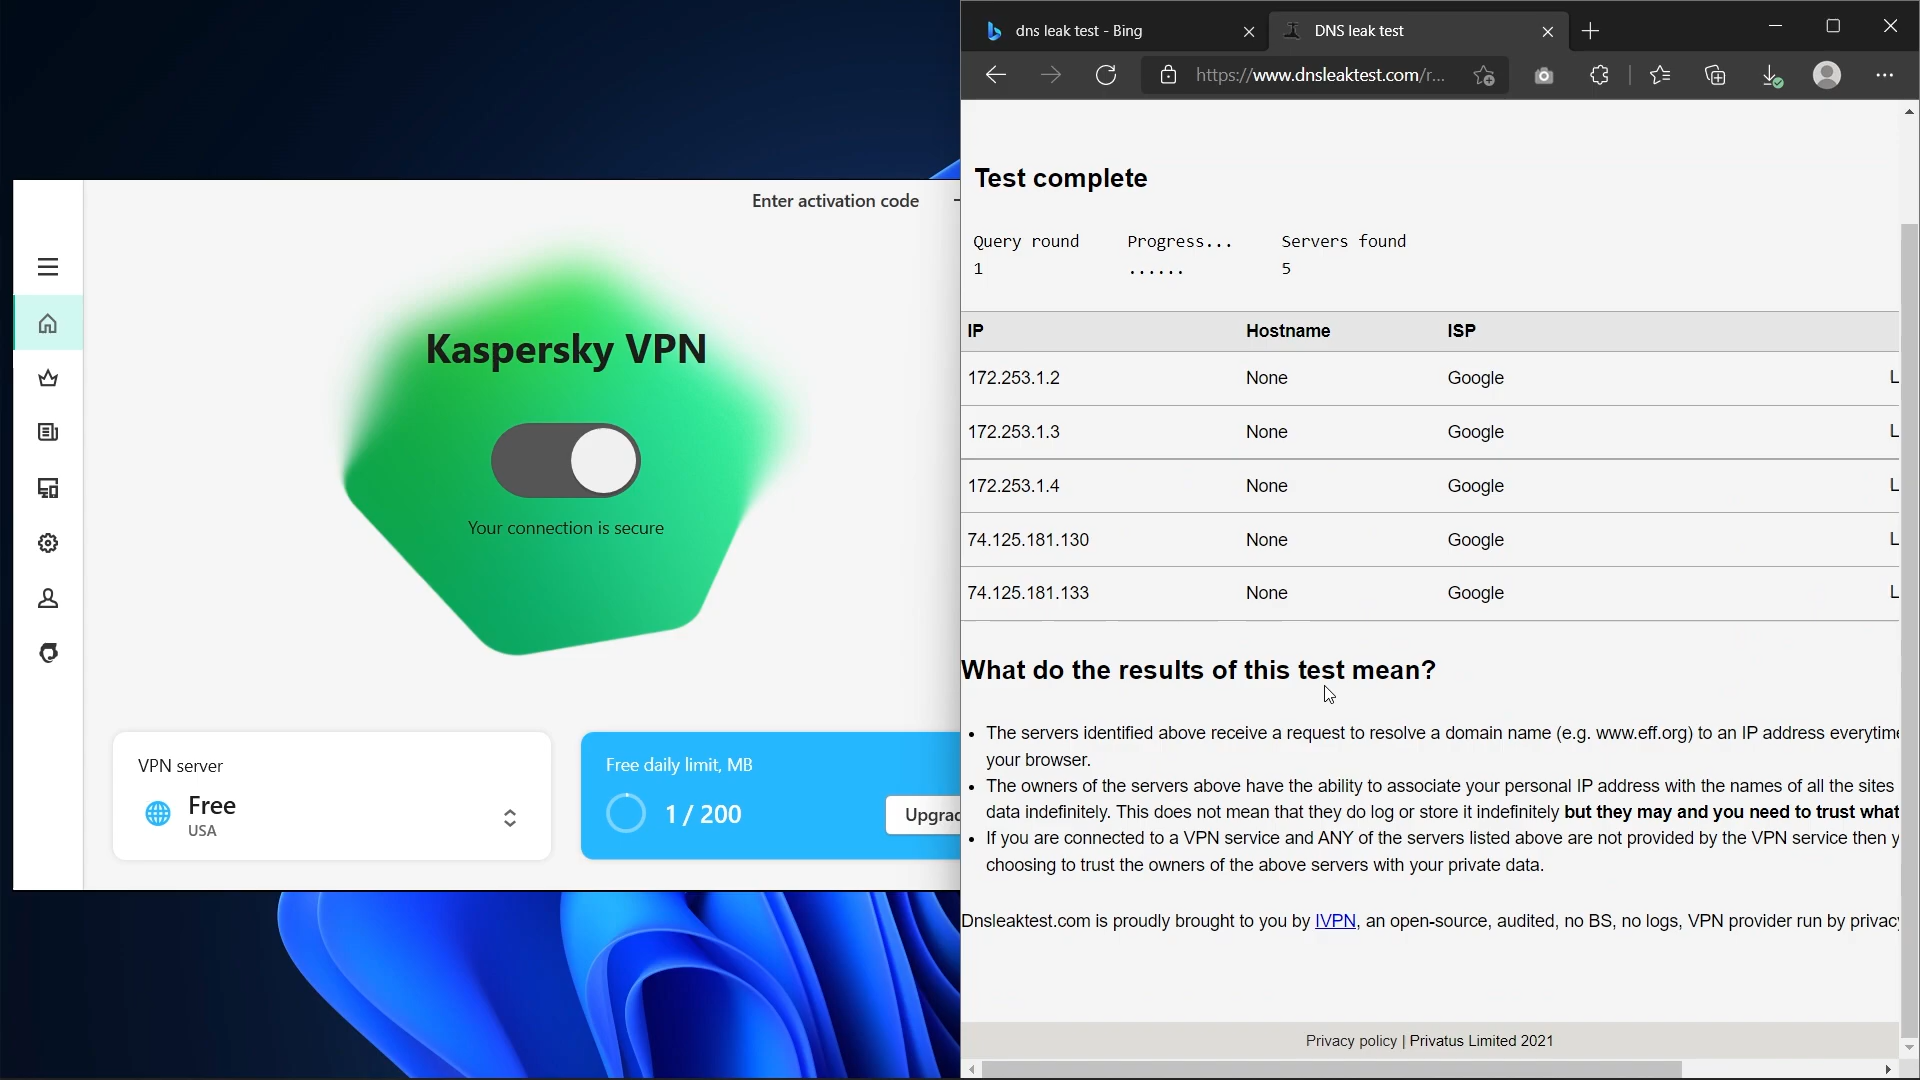 Enter activation code
Kaspersky VPN
Your connection is secure
VPN server
Free
USA
Free daily limit, MB
1 / 200
Upgrad
dns leak test - Bing
DNS leak test
https://www.dnsleaktest.com/r...
Test complete
Query round Progress... Servers found
1 ...... 5
IP Hostname ISP
172.253.1.2 None Google L
172.253.1.3 None Google L
172.253.1.4 None Google L
74.125.181.130 None Google L
74.125.181.133 None Google L
What do the results of this test mean?
• The servers identified above receive a request to resolve a domain name (e.g. www.eff.org) to an IP address everytime
your browser.
• The owners of the servers above have the ability to associate your personal IP address with the names of all the sites
data indefinitely. This does not mean that they do log or store it indefinitely but they may and you need to trust what
• If you are connected to a VPN service and ANY of the servers listed above are not provided by the VPN service then y
choosing to trust the owners of the above servers with your private data.
Dnsleaktest.com is proudly brought to you by IVPN, an open-source, audited, no BS, no logs, VPN provider run by privacy
Privacy policy | Privatus Limited 2021